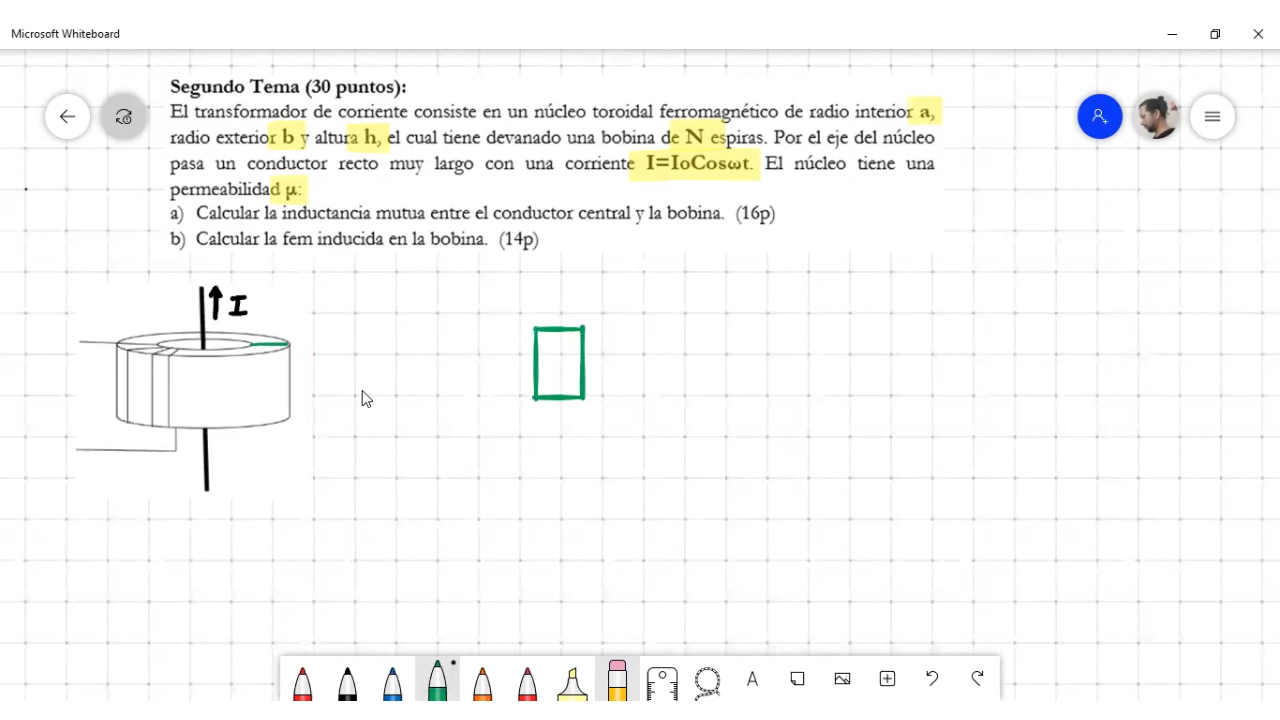 Microsoft Whiteboard
Segundo Tema (30 puntos):
El transformador de corriente consiste en un núcleo toroidal ferromagnético de radio interior a,
radio exterior b y altura h, el cual tiene devanado una bobina de N espiras. Por el eje del núcleo
pasa un conductor recto muy largo con una corriente I=IoCosωt. El núcleo tiene una
permeabilidad μ:
a) Calcular la inductancia mutua entre el conductor central y la bobina. (16p)
b) Calcular la fem inducida en la bobina. (14p)
I
A